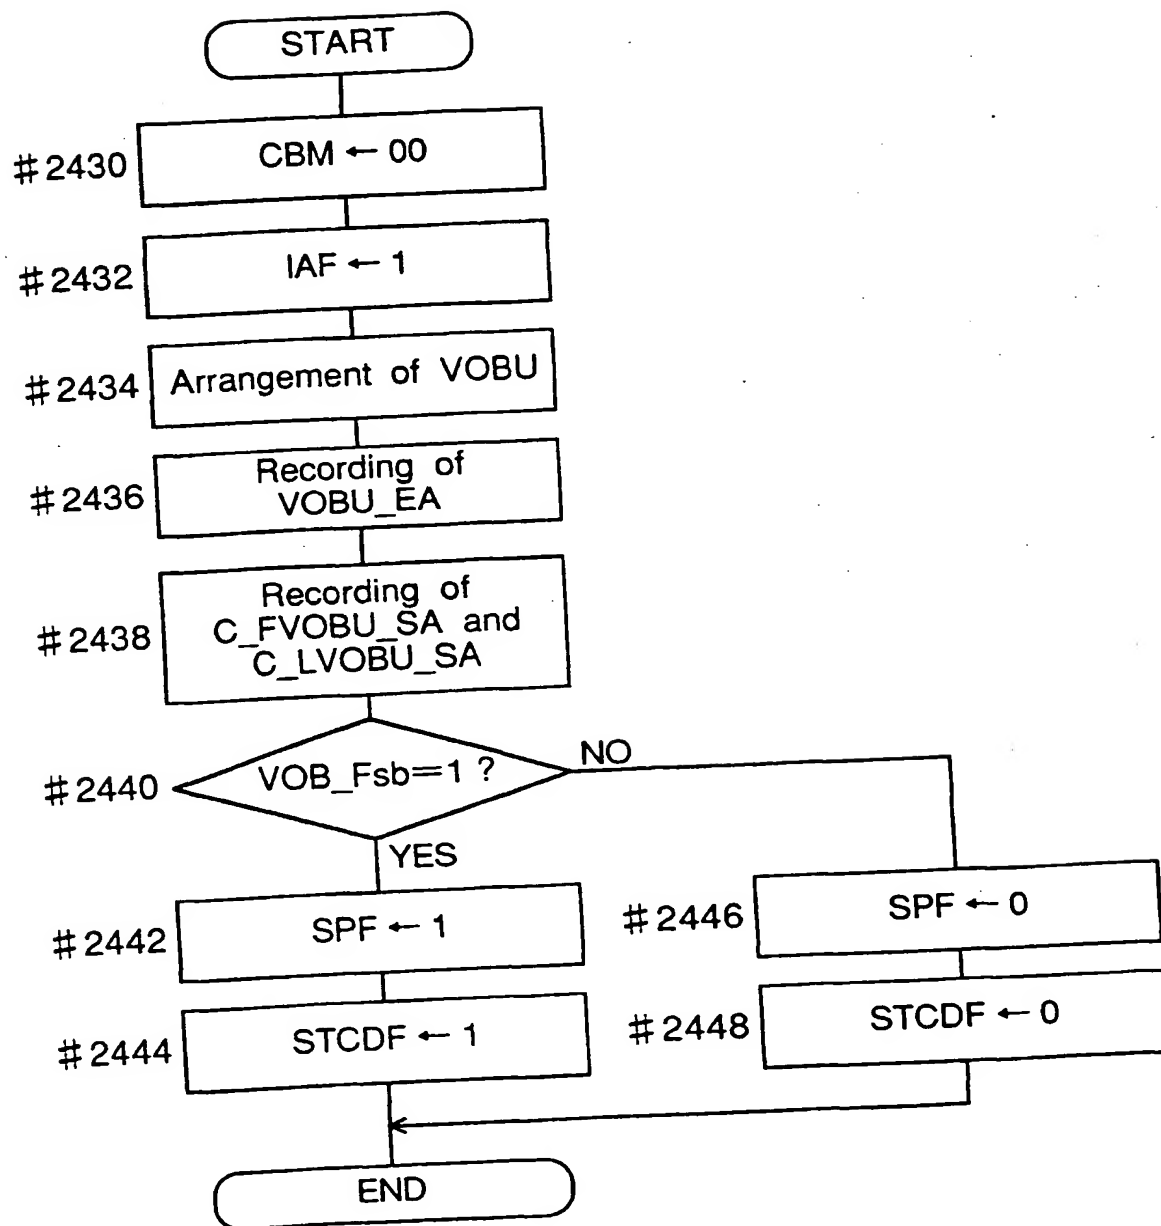 START
#2430
CBM ← 00
#2432
IAF ← 1
#2434
Arrangement of VOBU
#2436
Recording of
VOBU_EA
#2438
Recording of
C_FVOBU_SA and
C_LVOBU_SA
#2440
VOB_Fsb=1 ?
NO
YES
#2442
SPF ← 1
#2446
SPF ← 0
#2444
STCDF ← 1
#2448
STCDF ← 0
END